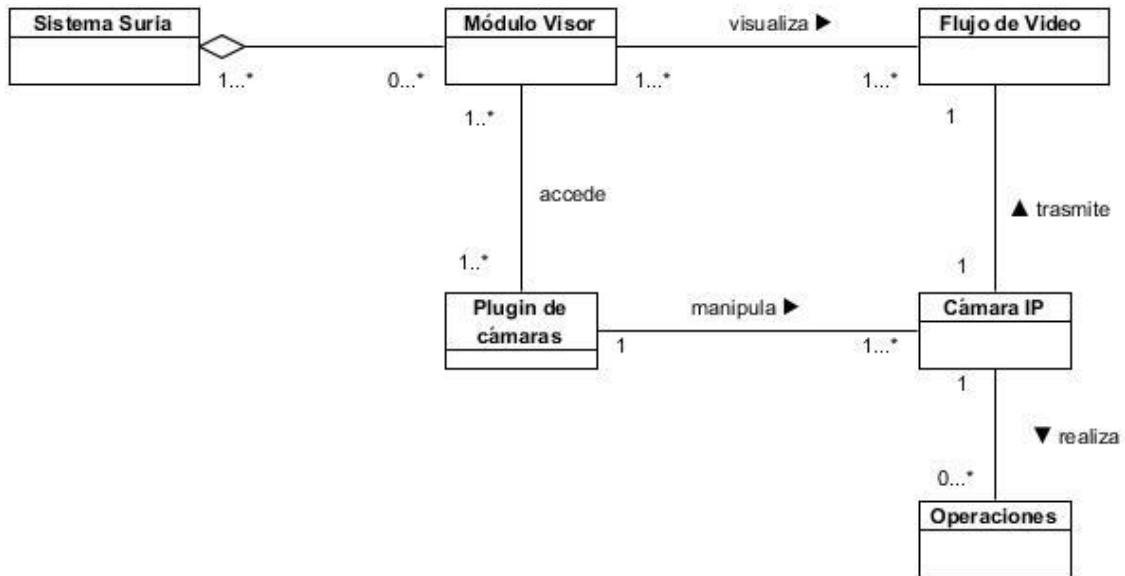 Sistema Suria
Módulo Visor
visualiza ▶
Flujo de Video
1...*
0...*
1...*
1...*
1..*
1
accede
▲ trasmite
1..*
1
Plugin de
cámaras
manipula ▶
Cámara IP
1
1...*
1
▼ realiza
0...*
Operaciones